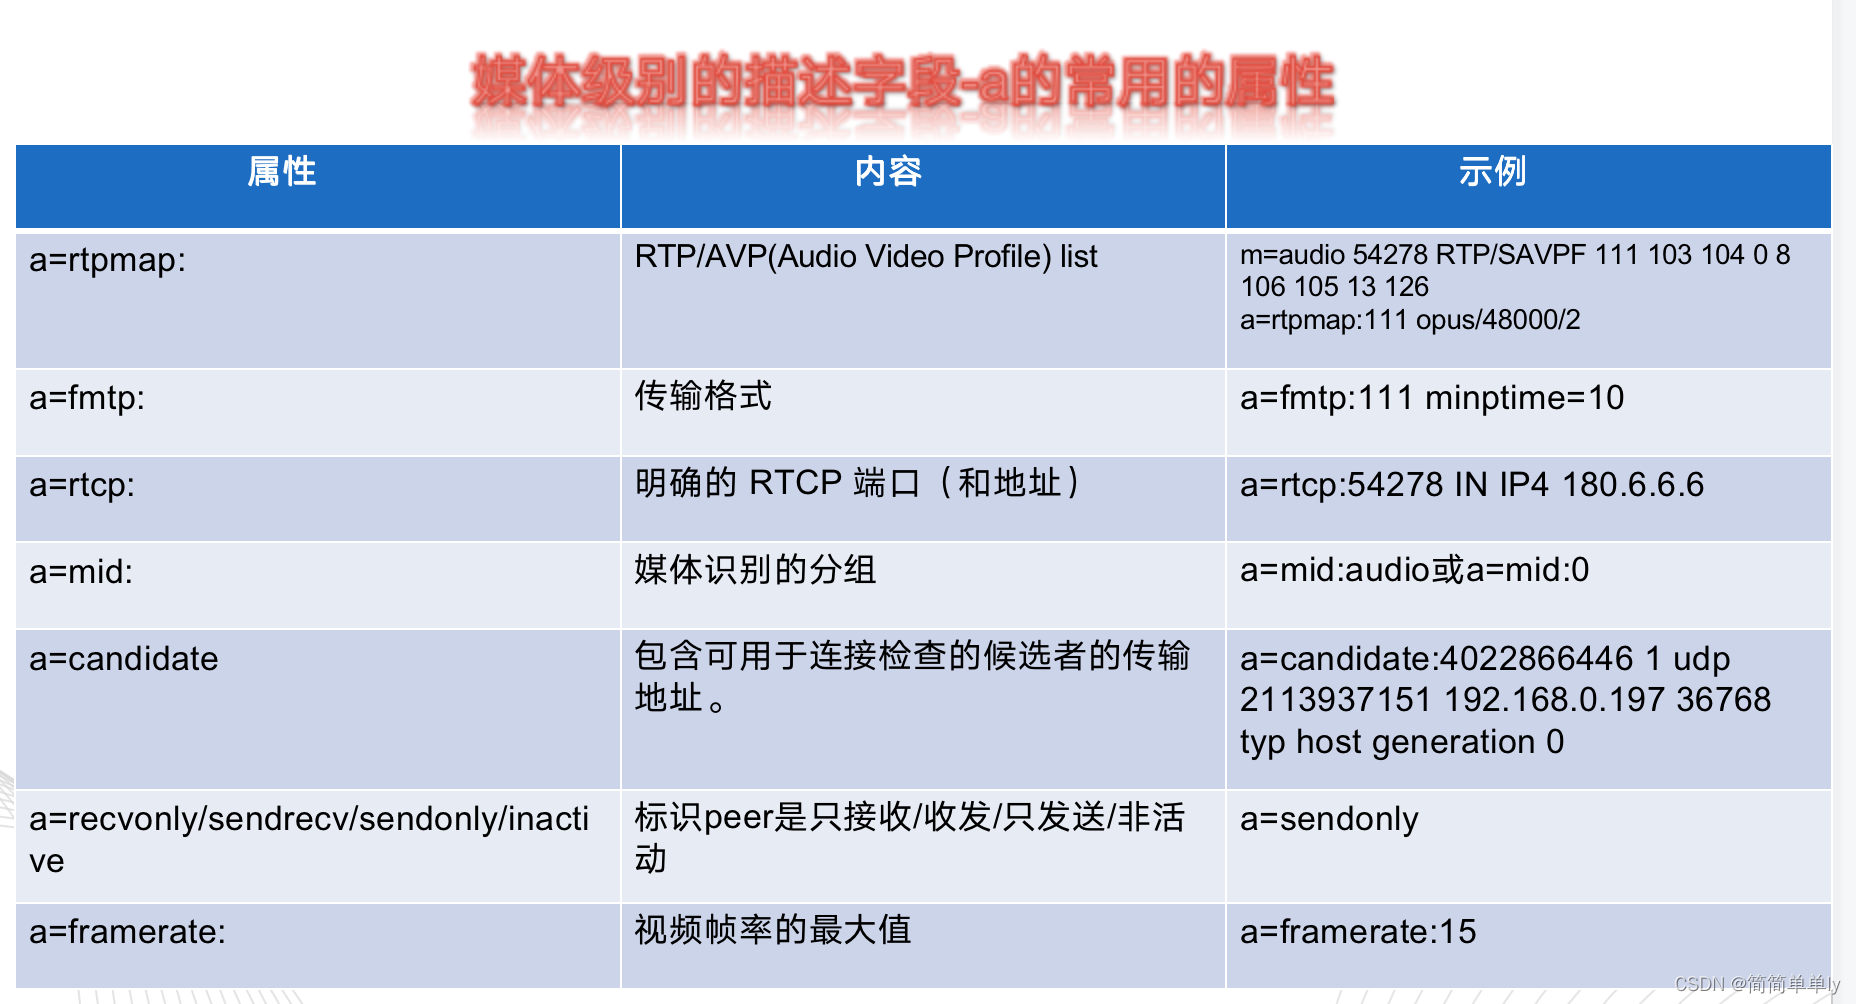 媒体级别的描述字段-a的常用的属性
属性
内容
示例
a=rtpmap:
RTP/AVP(Audio Video Profile) list
m=audio 54278 RTP/SAVPF 111 103 104 0 8
106 105 13 126
a=rtpmap:111 opus/48000/2
a=fmtp:
传输格式
a=fmtp:111 minptime=10
a=rtcp:
明确的 RTCP 端口（和地址）
a=rtcp:54278 IN IP4 180.6.6.6
a=mid:
媒体识别的分组
a=mid:audio或a=mid:0
a=candidate
包含可用于连接检查的候选者的传输
地址。
a=candidate:4022866446 1 udp
2113937151 192.168.0.197 36768
typ host generation 0
a=recvonly/sendrecv/sendonly/inacti
ve
标识peer是只接收/收发/只发送/非活
动
a=sendonly
a=framerate:
视频帧率的最大值
a=framerate:15
CSDN @简简单单ly